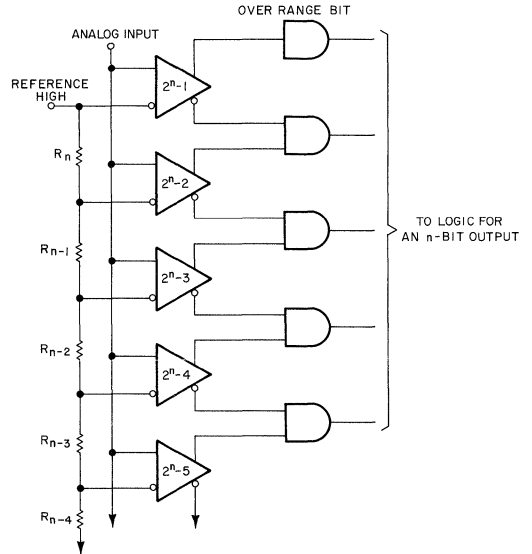 OVER RANGE BIT
ANALOG INPUT
REFERENCE
HIGH
2ⁿ-1
Rₙ
2ⁿ-2
Rₙ₋₁
2ⁿ-3
TO LOGIC FOR
AN n-BIT OUTPUT
Rₙ₋₂
2ⁿ-4
Rₙ₋₃
2ⁿ-5
Rₙ₋₄